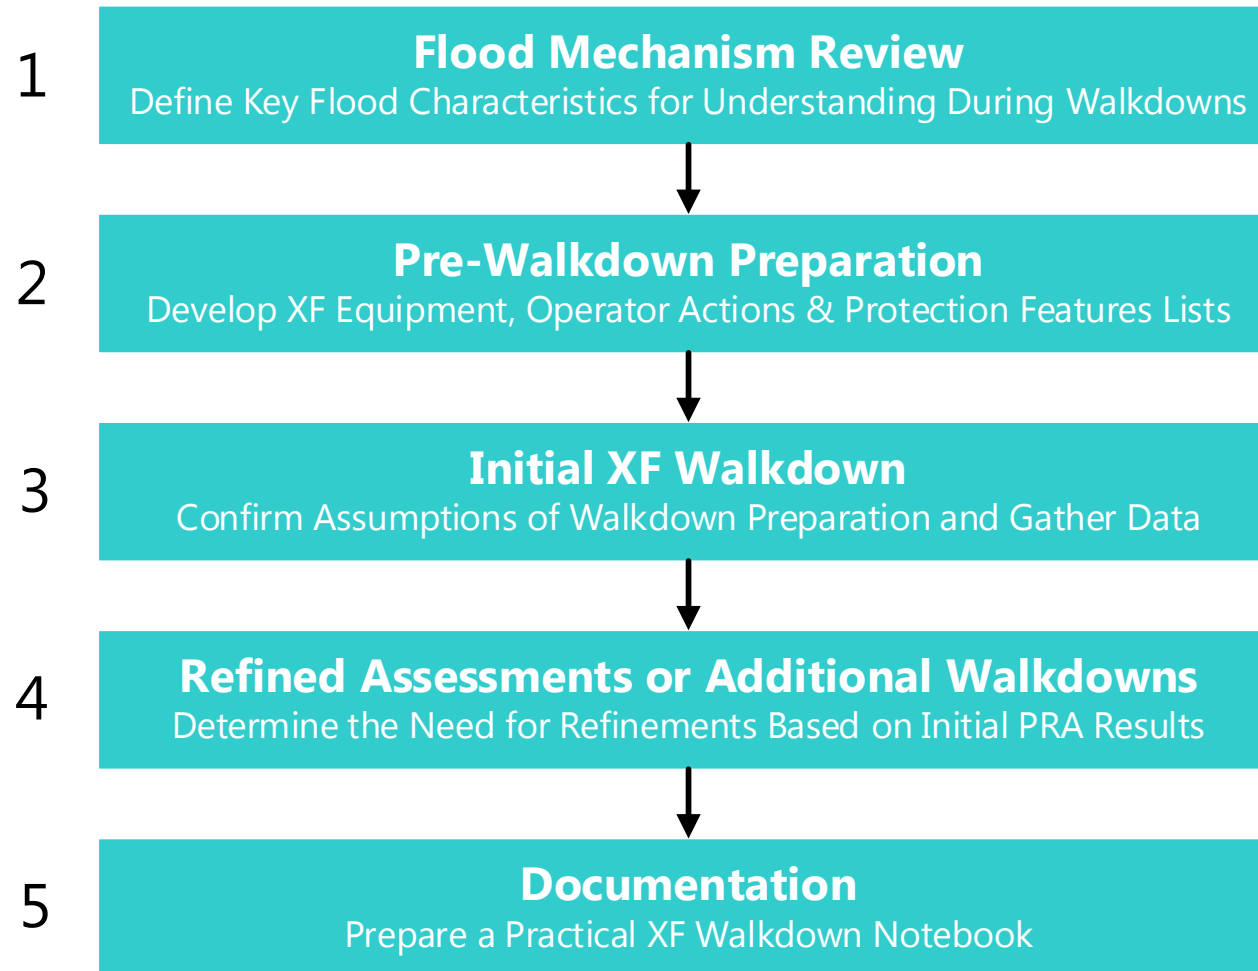 1
Flood Mechanism Review
Define Key Flood Characteristics for Understanding During Walkdowns
2
Pre-Walkdown Preparation
Develop XF Equipment, Operator Actions & Protection Features Lists
3
Initial XF Walkdown
Confirm Assumptions of Walkdown Preparation and Gather Data
4
Refined Assessments or Additional Walkdowns
Determine the Need for Refinements Based on Initial PRA Results
5
Documentation
Prepare a Practical XF Walkdown Notebook